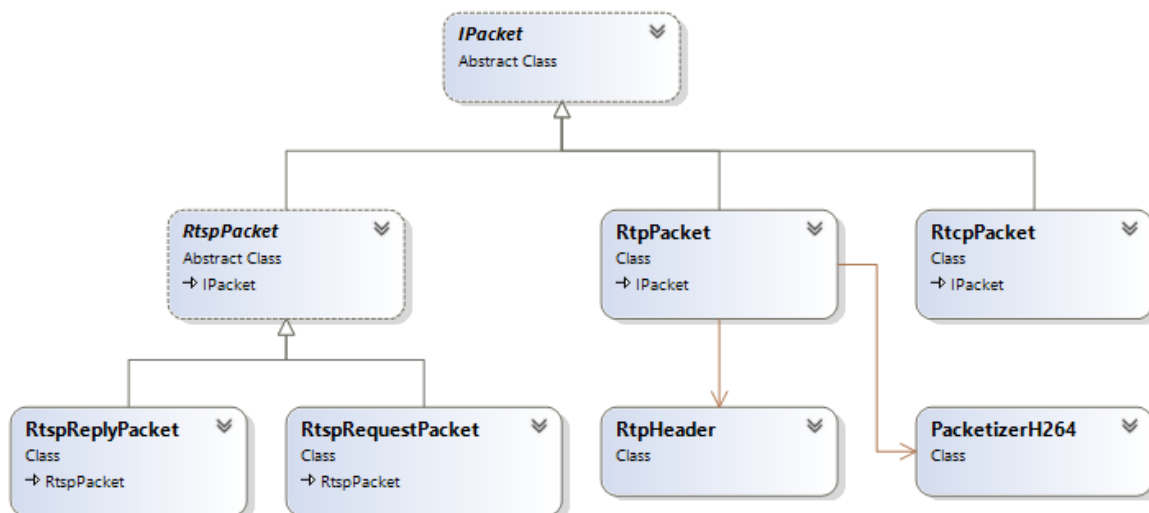 IPacket
Abstract Class
RtspPacket
Abstract Class
IPacket
RtpPacket
Class
IPacket
RtcpPacket
Class
IPacket
RtspReplyPacket
Class
RtspPacket
RtspRequestPacket
Class
RtspPacket
RtpHeader
Class
PacketizerH264
Class